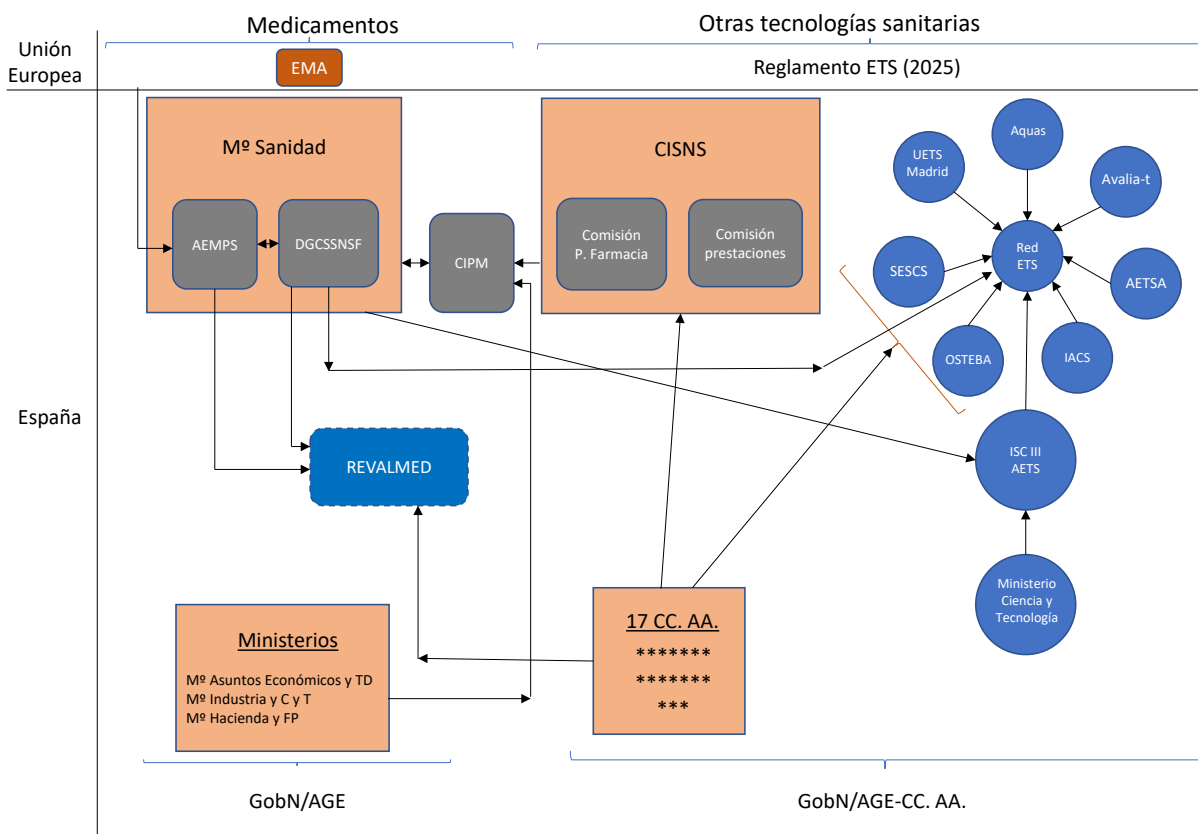 Medicamentos
Otras tecnologías sanitarias
Unión
Europea
EMA
Reglamento ETS (2025)
Mº Sanidad
CISNS
AEMPS
DGCSSNSF
CIPM
Comisión
P. Farmacia
Comisión
prestaciones
UETS
Madrid
Aquas
Avalia-t
SESCS
Red
ETS
AETSA
OSTEBA
IACS
España
REVALMED
ISC III
AETS
Ministerio
Ciencia y
Tecnología
Ministerios
Mº Asuntos Económicos y TD
Mº Industria y C y T
Mº Hacienda y FP
17 CC. AA.
*******
*******
***
GobN/AGE
GobN/AGE-CC. AA.